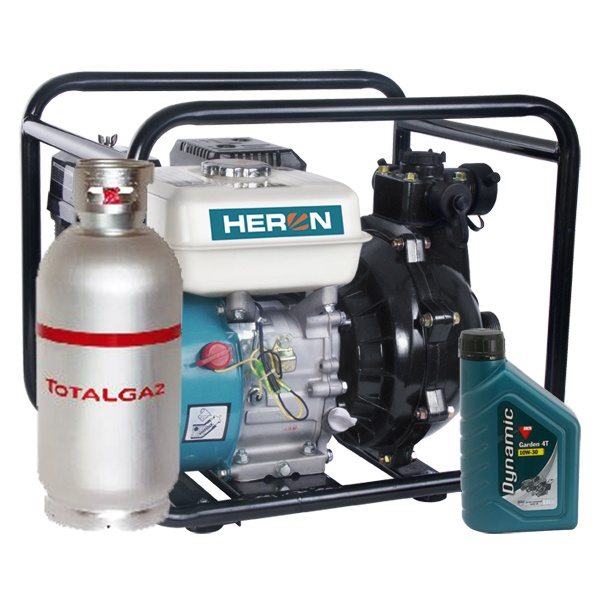 HERON
TOTALGAZ
Dynamic
Garden 4T
10W-30